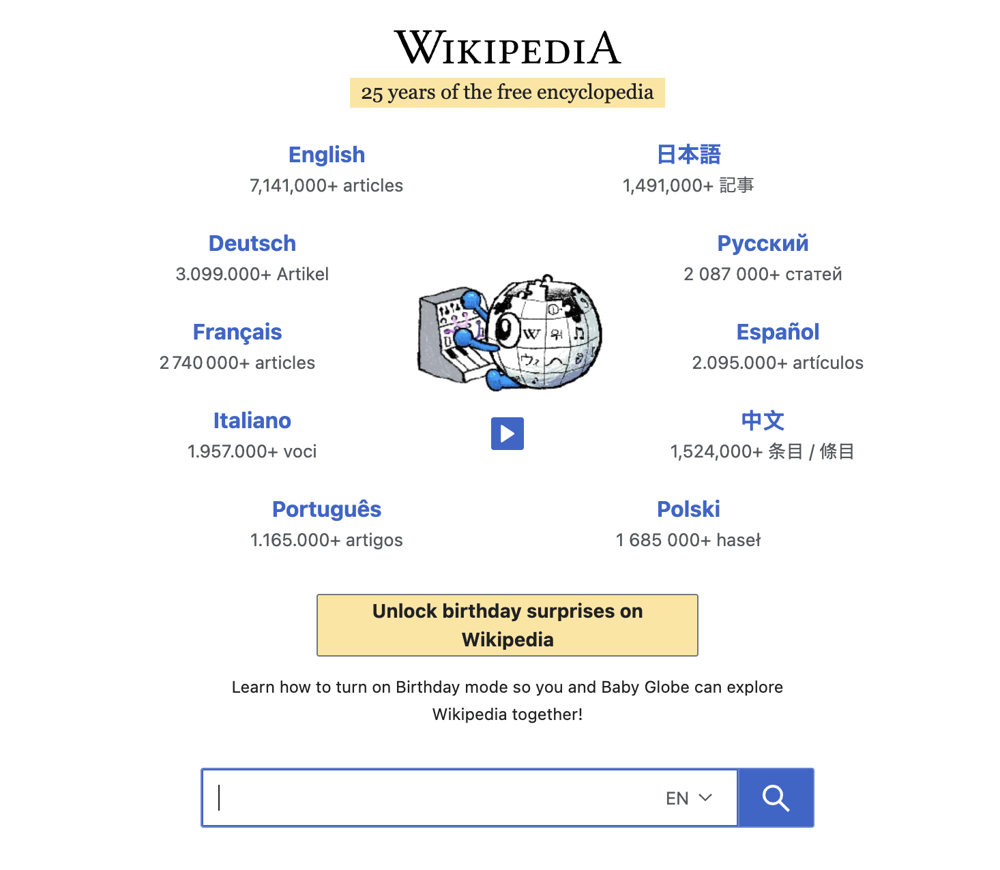 WIKIPEDIA
25 years of the free encyclopedia
English
7,141,000+ articles
日本語
1,491,000+ 記事
Deutsch
3.099.000+ Artikel
Русский
2 087 000+ статей
Français
2 740 000+ articles
Español
2.095.000+ artículos
Italiano
1.957.000+ voci
中文
1,524,000+ 条目 / 條目
Português
1.165.000+ artigos
Polski
1 685 000+ haseł
Unlock birthday surprises on
Wikipedia
Learn how to turn on Birthday mode so you and Baby Globe can explore
Wikipedia together!
EN